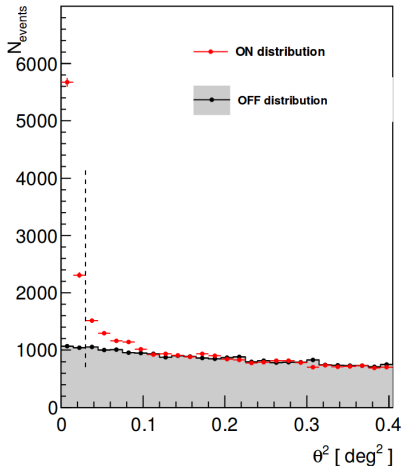 N_events
ON distribution
OFF distribution
6000
5000
4000
3000
2000
1000
0
0 0.1 0.2 0.3 0.4
θ² [ deg² ]